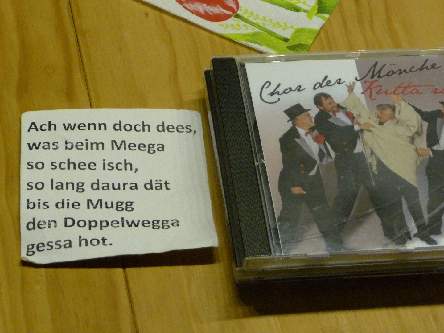 Ach wenn doch dees,
was beim Meega
so schee isch,
so lang daura dät
bis die Mugg
den Doppelwegga
gessa hot.
Chor der Mönche
Kutta